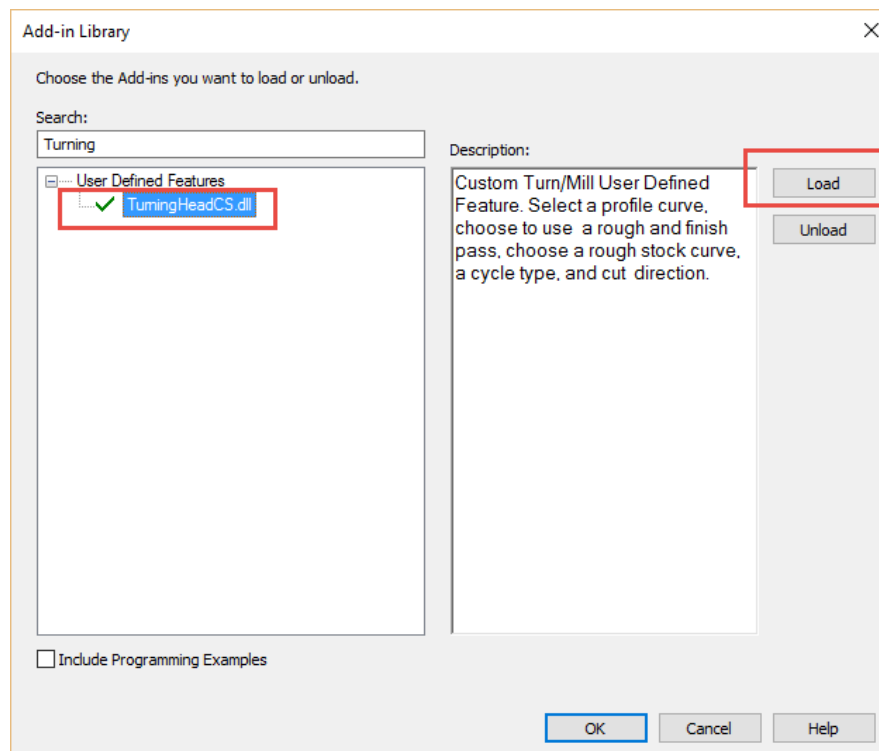 Add-in Library
Choose the Add-ins you want to load or unload.
Search:
Turning
User Defined Features
TurningHeadCS.dll
Description:
Custom Turn/Mill User Defined
Feature. Select a profile curve,
choose to use a rough and finish
pass, choose a rough stock curve,
a cycle type, and cut direction.
Load
Unload
Include Programming Examples
OK
Cancel
Help